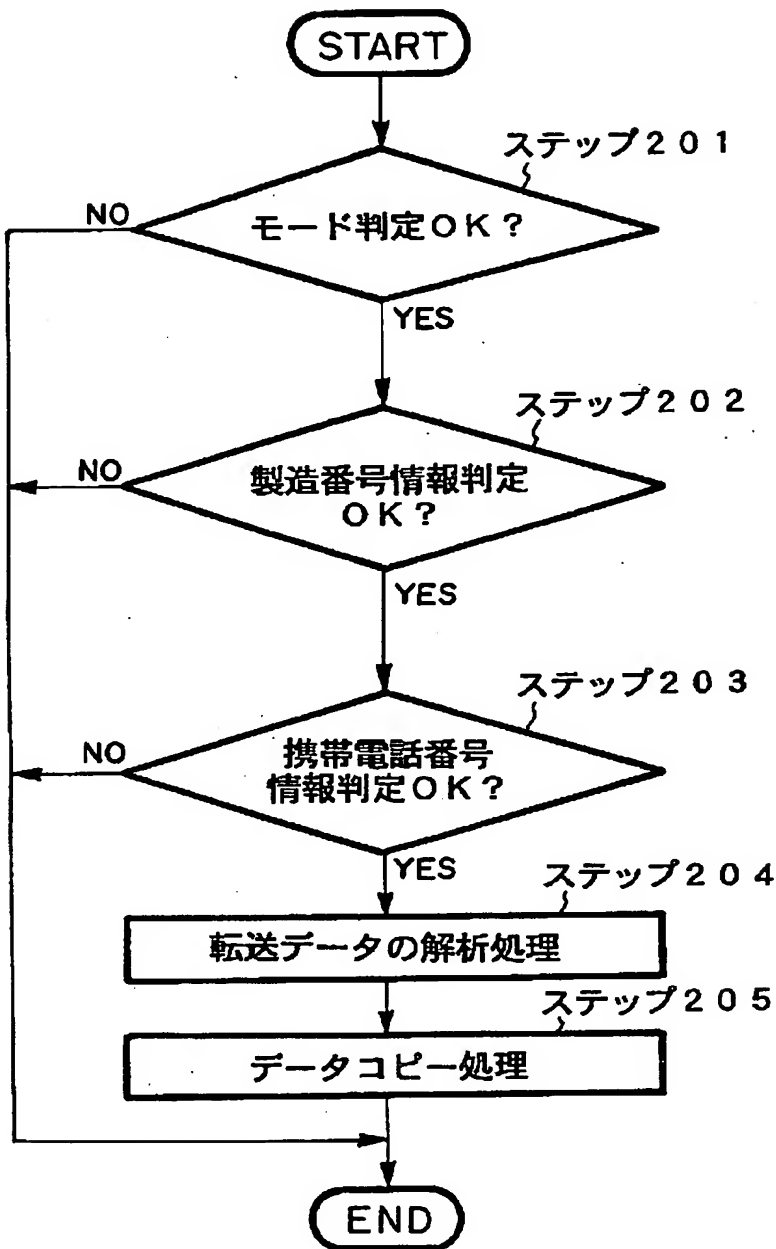 START
ステップ２０１
モード判定ＯＫ？
NO
YES
ステップ２０２
製造番号情報判定
ＯＫ？
NO
YES
ステップ２０３
携帯電話番号
情報判定ＯＫ？
NO
YES
ステップ２０４
転送データの解析処理
ステップ２０５
データコピー処理
END